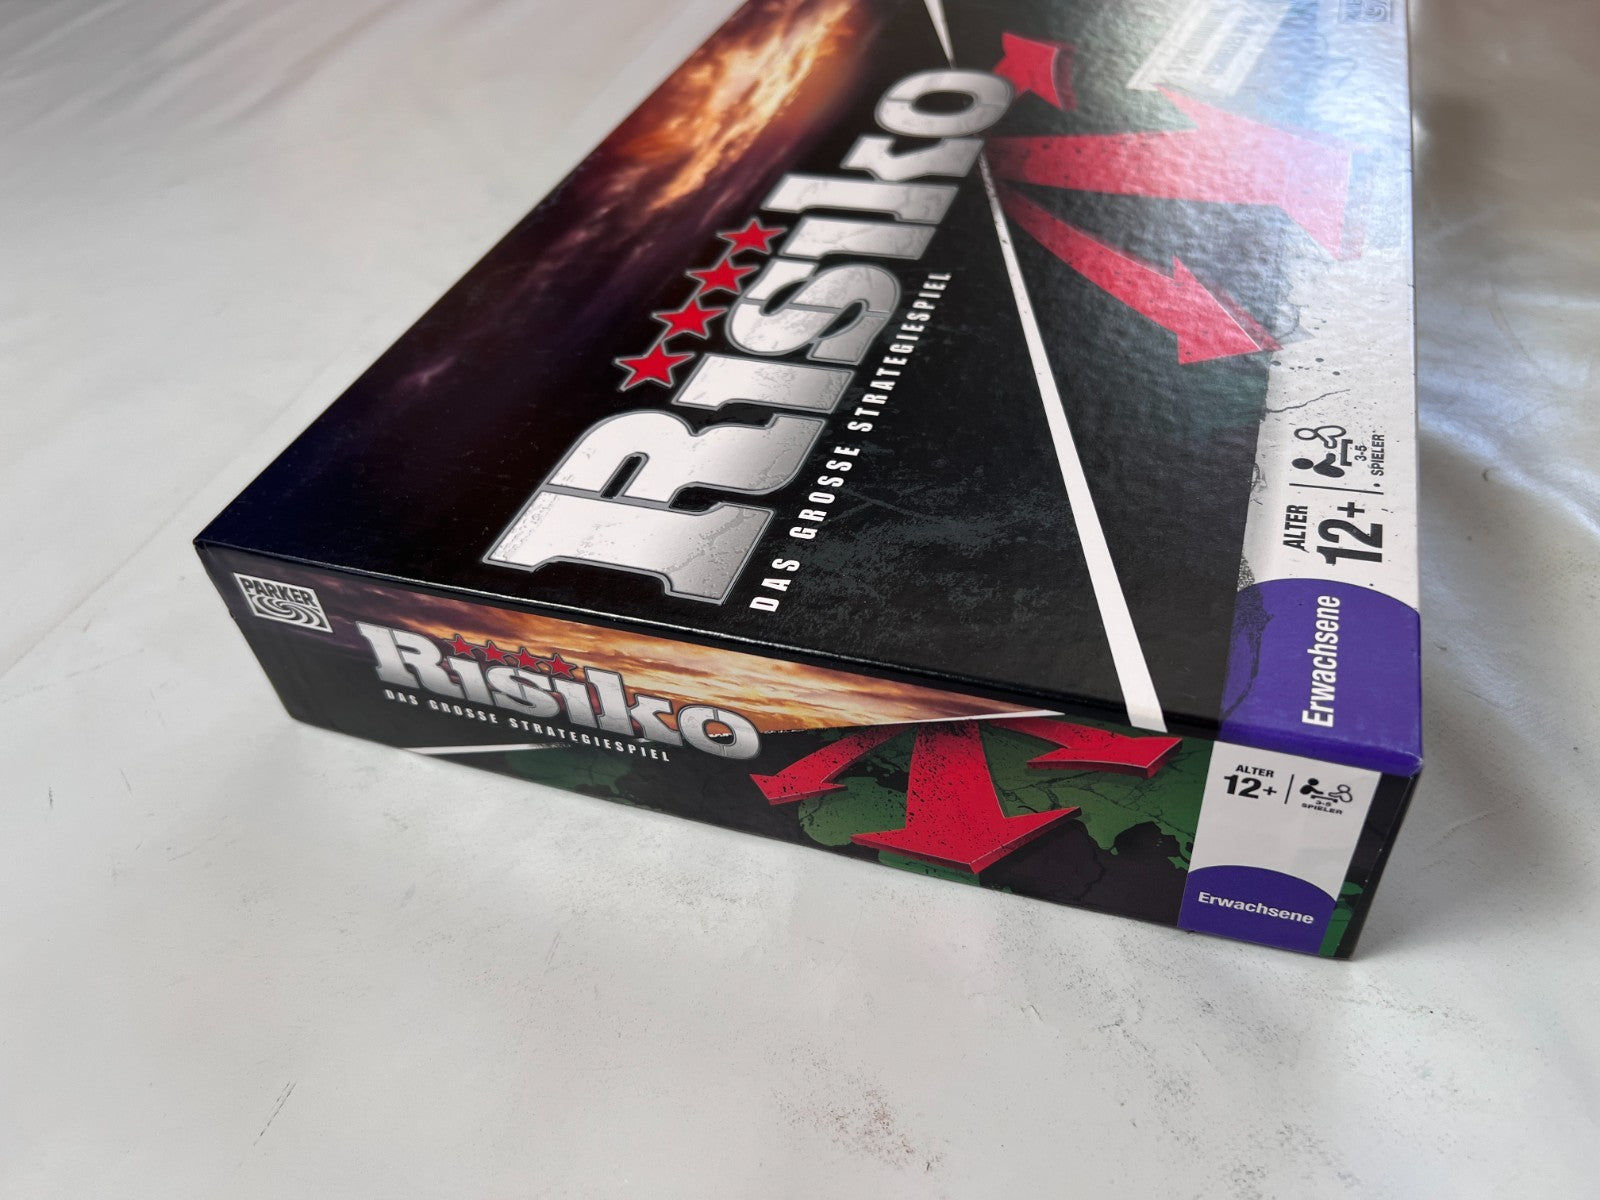 Risiko
DAS GROSSE STRATEGIESPIEL
ALTER
12+
3-5
SPIELER
Erwachsene
PARKER
Risiko
DAS GROSSE STRATEGIESPIEL
ALTER
12+
3-5
SPIELER
Erwachsene